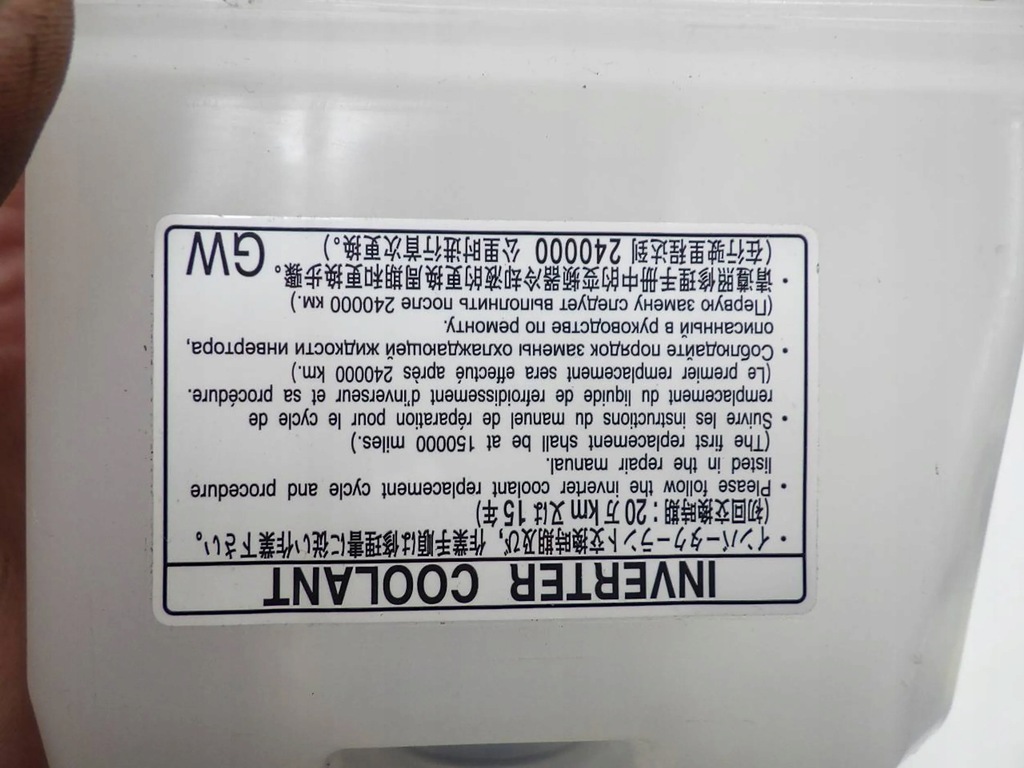 INVERTER COOLANT
・インバータクーラント交換時期及び、作業手順は修理書に従い作業下さい。
(初回交換時期：20万km又は15年)
・Please follow the inverter coolant replacement cycle and procedure
listed in the repair manual.
(The first replacement shall be at 150000 miles.)
・Suivre les instructions du manuel de réparation pour le cycle de
remplacement du liquide de refroidissement d'inverseur et sa procédure.
(Le premier remplacement sera effectué après 240000 km.)
・Соблюдайте порядок замены охлаждающей жидкости инвертора,
описанный в руководстве по ремонту.
(Первую замену следует выполнить после 240000 км.)
・请遵照修理手册中的变频器冷却液的更换周期和更换步骤。
(在行驶里程达到 240000 公里时进行首次更换。)
GW